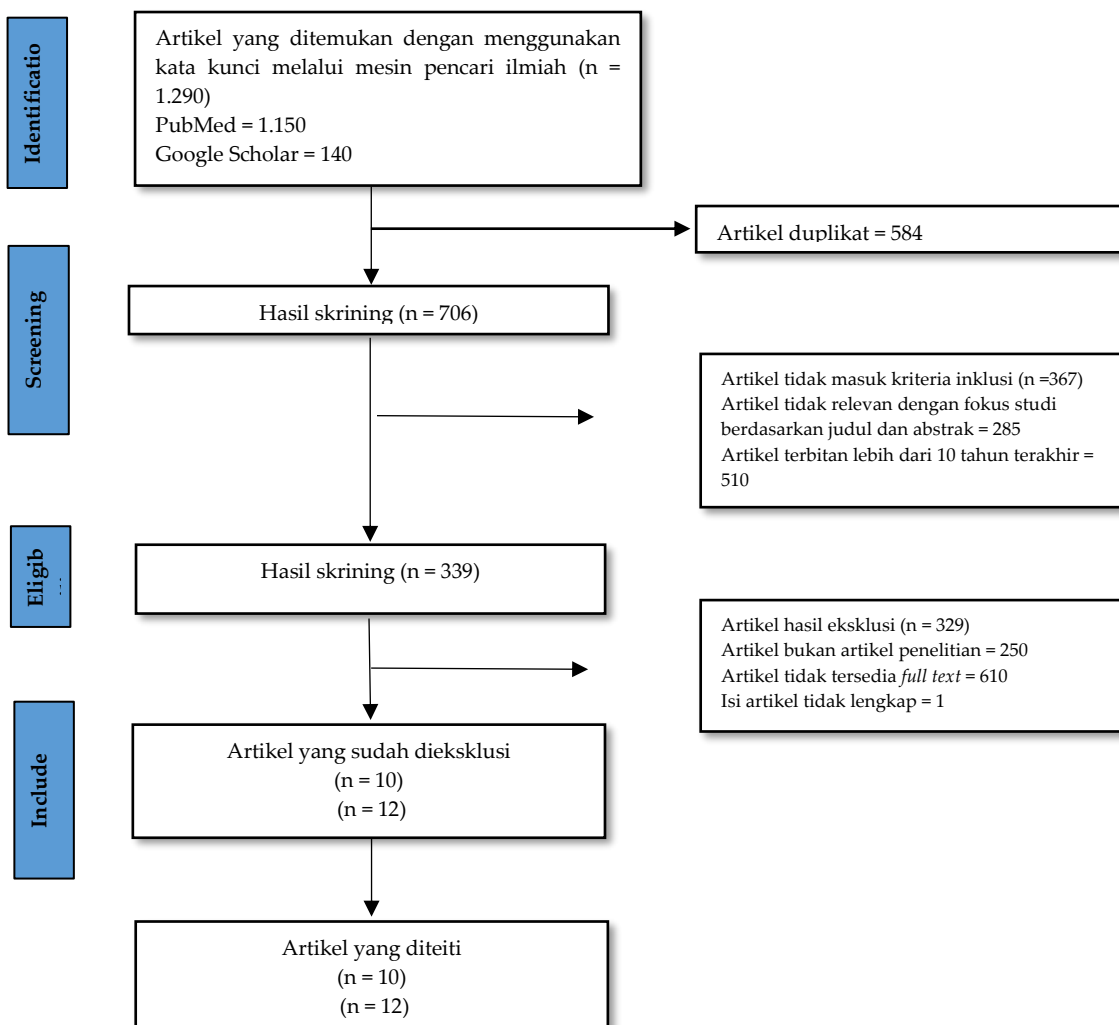 Identificatio
Artikel yang ditemukan dengan menggunakan
kata kunci melalui mesin pencari ilmiah (n =
1.290)
PubMed = 1.150
Google Scholar = 140
Artikel duplikat = 584
Screening
Hasil skrining (n = 706)
Artikel tidak masuk kriteria inklusi (n =367)
Artikel tidak relevan dengan fokus studi
berdasarkan judul dan abstrak = 285
Artikel terbitan lebih dari 10 tahun terakhir =
510
Eligib
Hasil skrining (n = 339)
Artikel hasil eksklusi (n = 329)
Artikel bukan artikel penelitian = 250
Artikel tidak tersedia full text = 610
Isi artikel tidak lengkap = 1
Include
Artikel yang sudah dieksklusi
(n = 10)
(n = 12)
Artikel yang diteiti
(n = 10)
(n = 12)